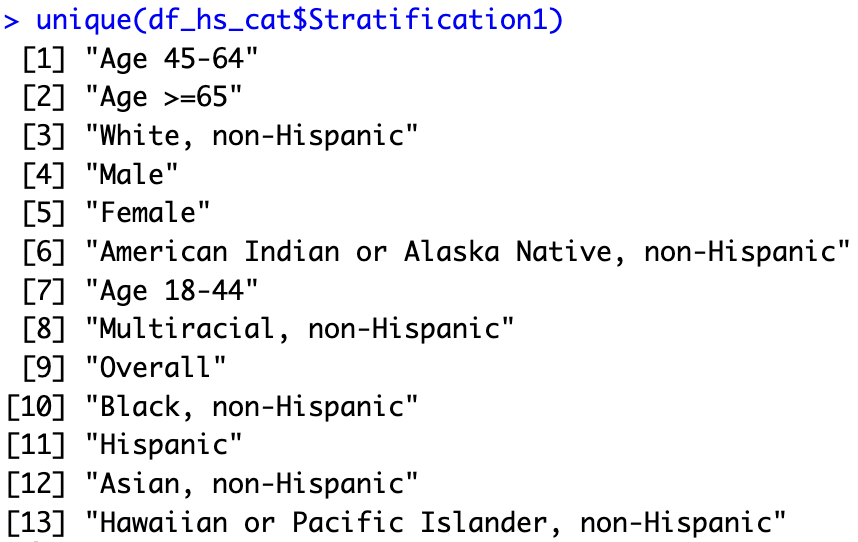 > unique(df_hs_cat$Stratification1)
[1] "Age 45-64"
[2] "Age >=65"
[3] "White, non-Hispanic"
[4] "Male"
[5] "Female"
[6] "American Indian or Alaska Native, non-Hispanic"
[7] "Age 18-44"
[8] "Multiracial, non-Hispanic"
[9] "Overall"
[10] "Black, non-Hispanic"
[11] "Hispanic"
[12] "Asian, non-Hispanic"
[13] "Hawaiian or Pacific Islander, non-Hispanic"